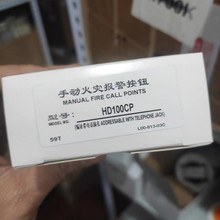 手动火灾报警按钮
MANUAL FIRE CALL POINTS
型号:
HD100CP
MODEL NO.
(编址带电话插孔 ADDRESSABLE WITH TELEPHONE JACK)
597